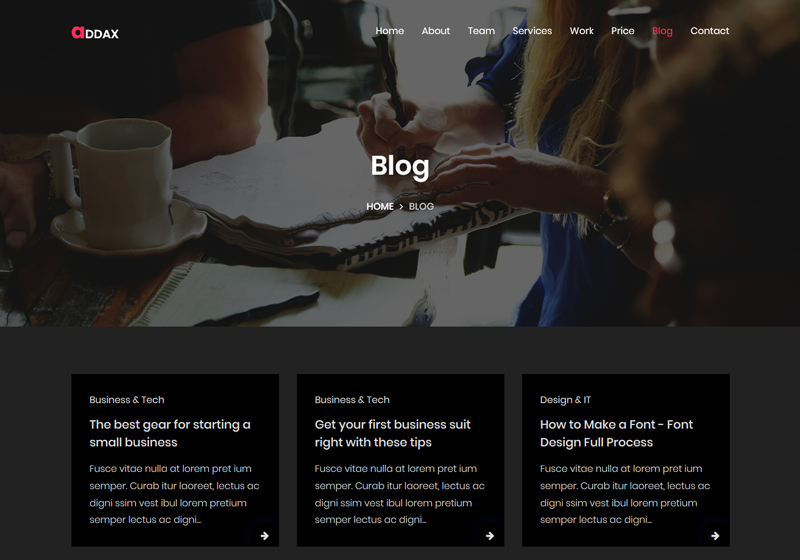 aDDAX
Home About Team Services Work Price Blog Contact
Blog
HOME > BLOG
Business & Tech
The best gear for starting a
small business
Fusce vitae nulla at lorem pret ium
semper. Curab itur laoreet, lectus ac
digni ssim vest ibul lorem pretium
semper lectus ac digni...
Business & Tech
Get your first business suit
right with these tips
Fusce vitae nulla at lorem pret ium
semper. Curab itur laoreet, lectus ac
digni ssim vest ibul lorem pretium
semper lectus ac digni...
Design & IT
How to Make a Font - Font
Design Full Process
Fusce vitae nulla at lorem pret ium
semper. Curab itur laoreet, lectus ac
digni ssim vest ibul lorem pretium
semper lectus ac digni...